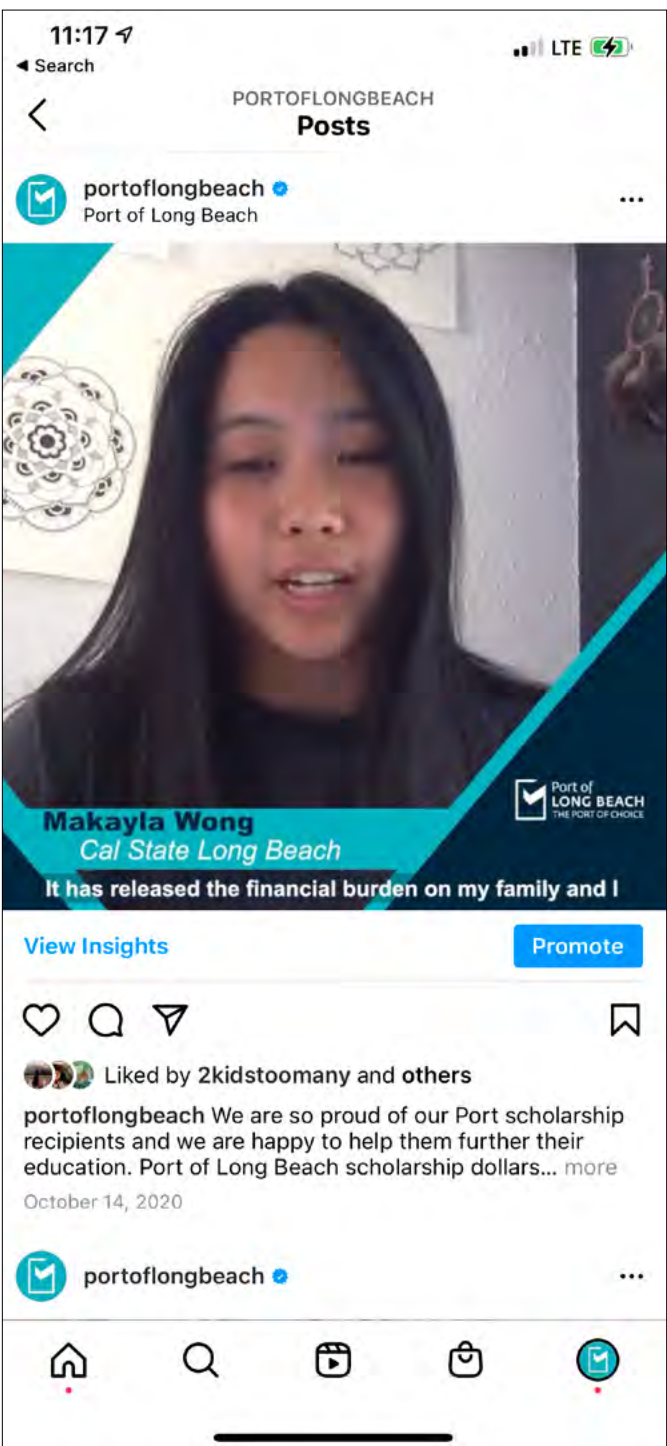 11:17
LTE
◀ Search
PORTOFLONGBEACH
Posts
portoflongbeach
Port of Long Beach
Port of
LONG BEACH
THE PORT OF CHOICE
Makayla Wong
Cal State Long Beach
It has released the financial burden on my family and I
View Insights
Promote
Liked by 2kidstoomany and others
portoflongbeach We are so proud of our Port scholarship
recipients and we are happy to help them further their
education. Port of Long Beach scholarship dollars... more
October 14, 2020
portoflongbeach